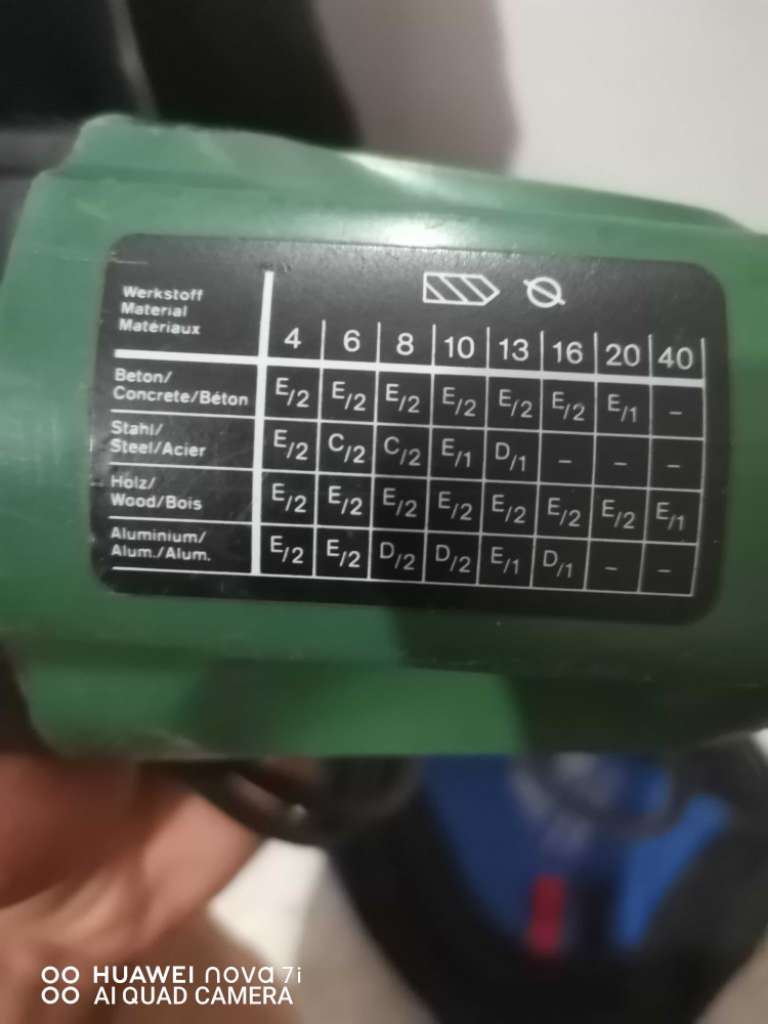 Werkstoff
Material
Matériaux
4 6 8 10 13 16 20 40
Beton/
Concrete/Béton
E/2 E/2 E/2 E/2 E/2 E/2 E/1 –
Stahl/
Steel/Acier
E/2 C/2 C/2 E/1 D/1 – – –
Holz/
Wood/Bois
E/2 E/2 E/2 E/2 E/2 E/2 E/2 E/1
Aluminium/
Alum./Alum.
E/2 E/2 D/2 D/2 E/1 D/1 – –
HUAWEI nova 7i
AI QUAD CAMERA